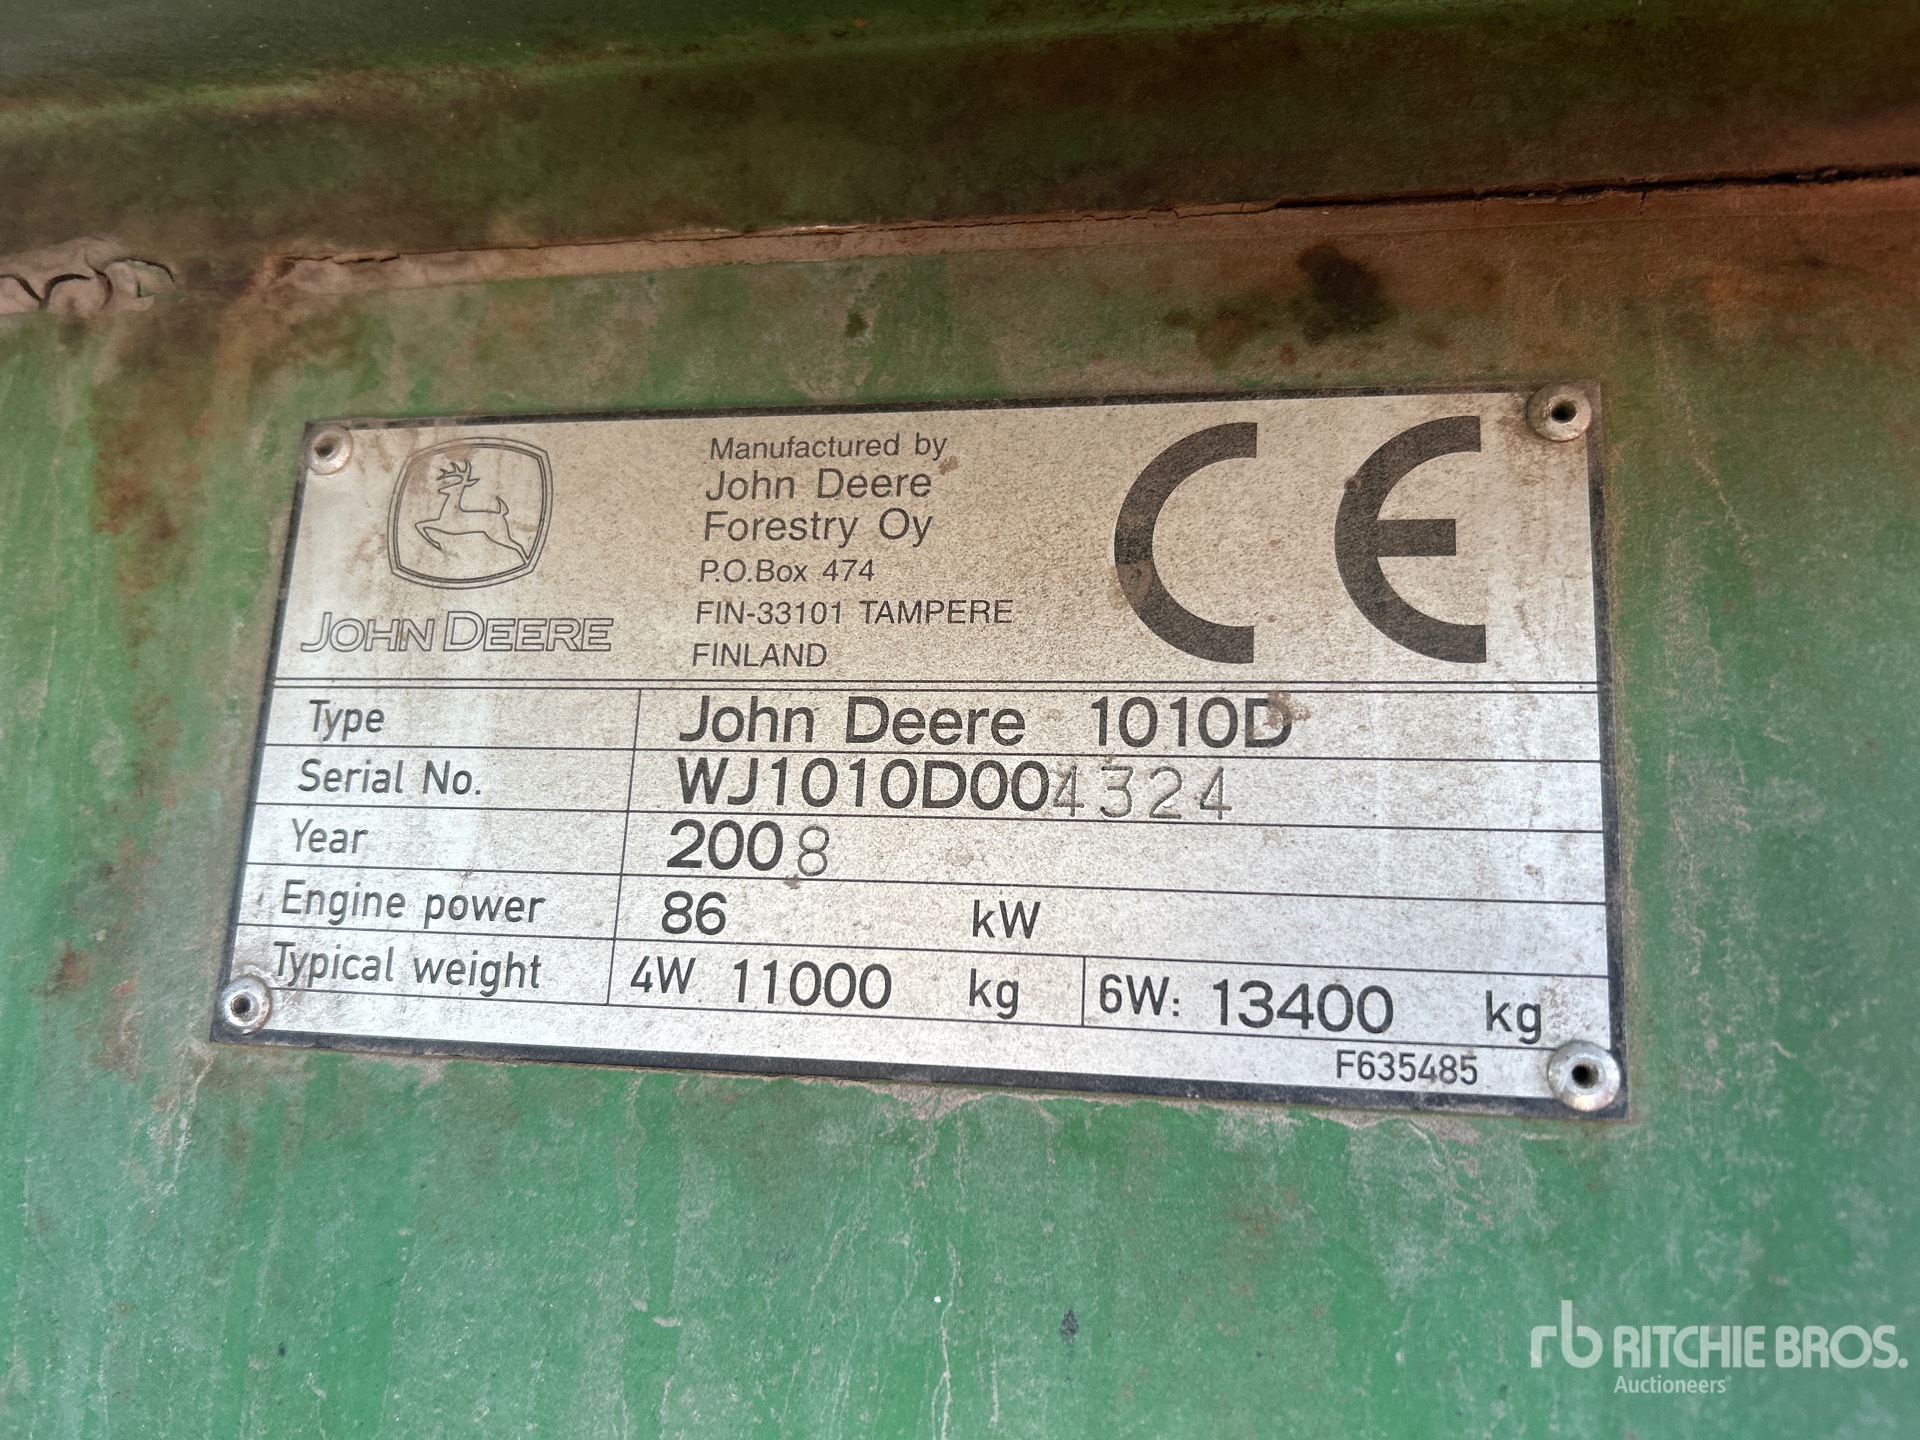 Manufactured by
John Deere
Forestry Oy
P.O.Box 474
FIN-33101 TAMPERE
FINLAND
JOHN DEERE
CE
Type John Deere 1010D
Serial No. WJ1010D004324
Year 2008
Engine power 86 kW
Typical weight 4W 11000 kg 6W: 13400 kg
F635485
rb RITCHIE BROS.
Auctioneers